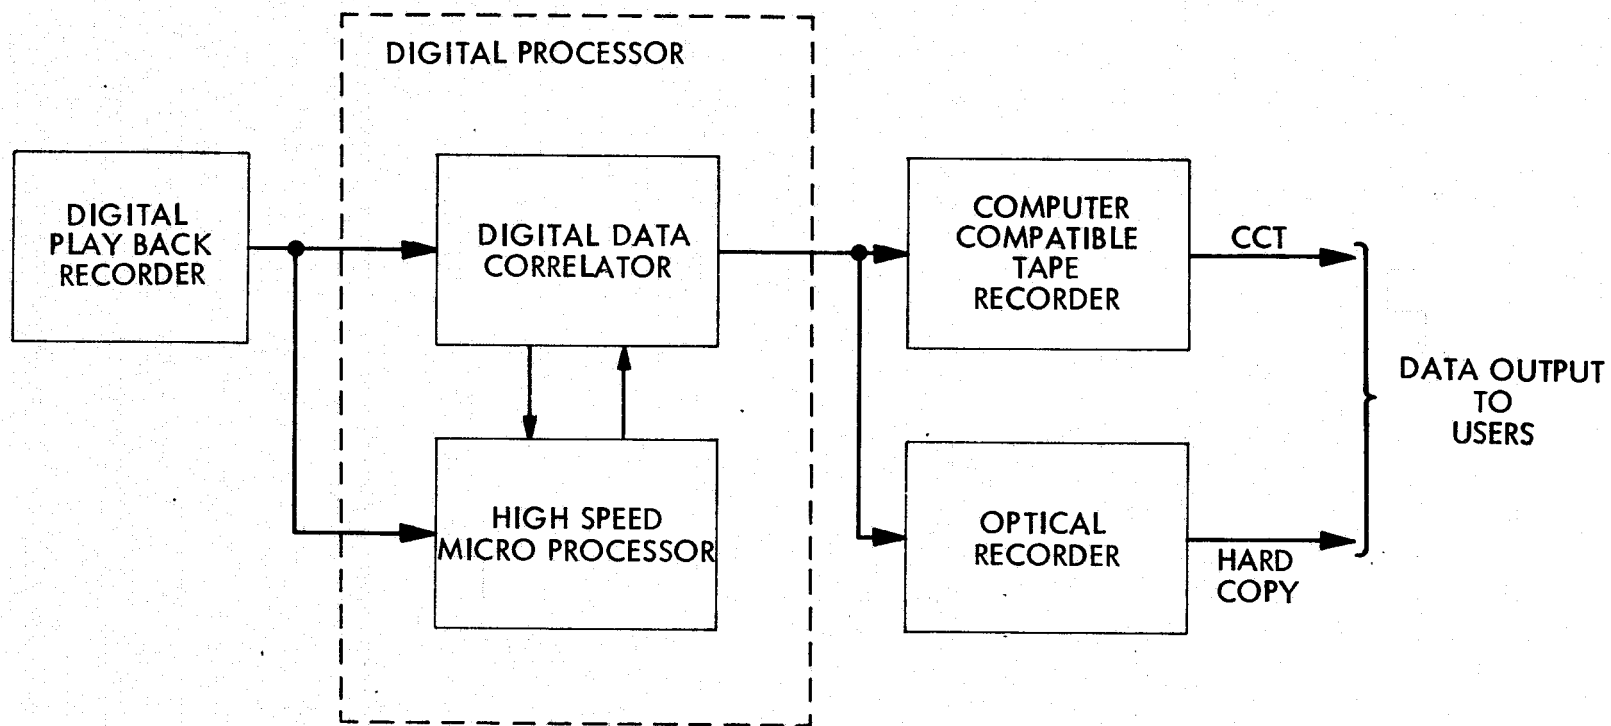 DIGITAL PROCESSOR
DIGITAL
PLAY BACK
RECORDER
DIGITAL DATA
CORRELATOR
HIGH SPEED
MICRO PROCESSOR
COMPUTER
COMPATIBLE
TAPE
RECORDER
CCT
OPTICAL
RECORDER
HARD
COPY
DATA OUTPUT
TO
USERS